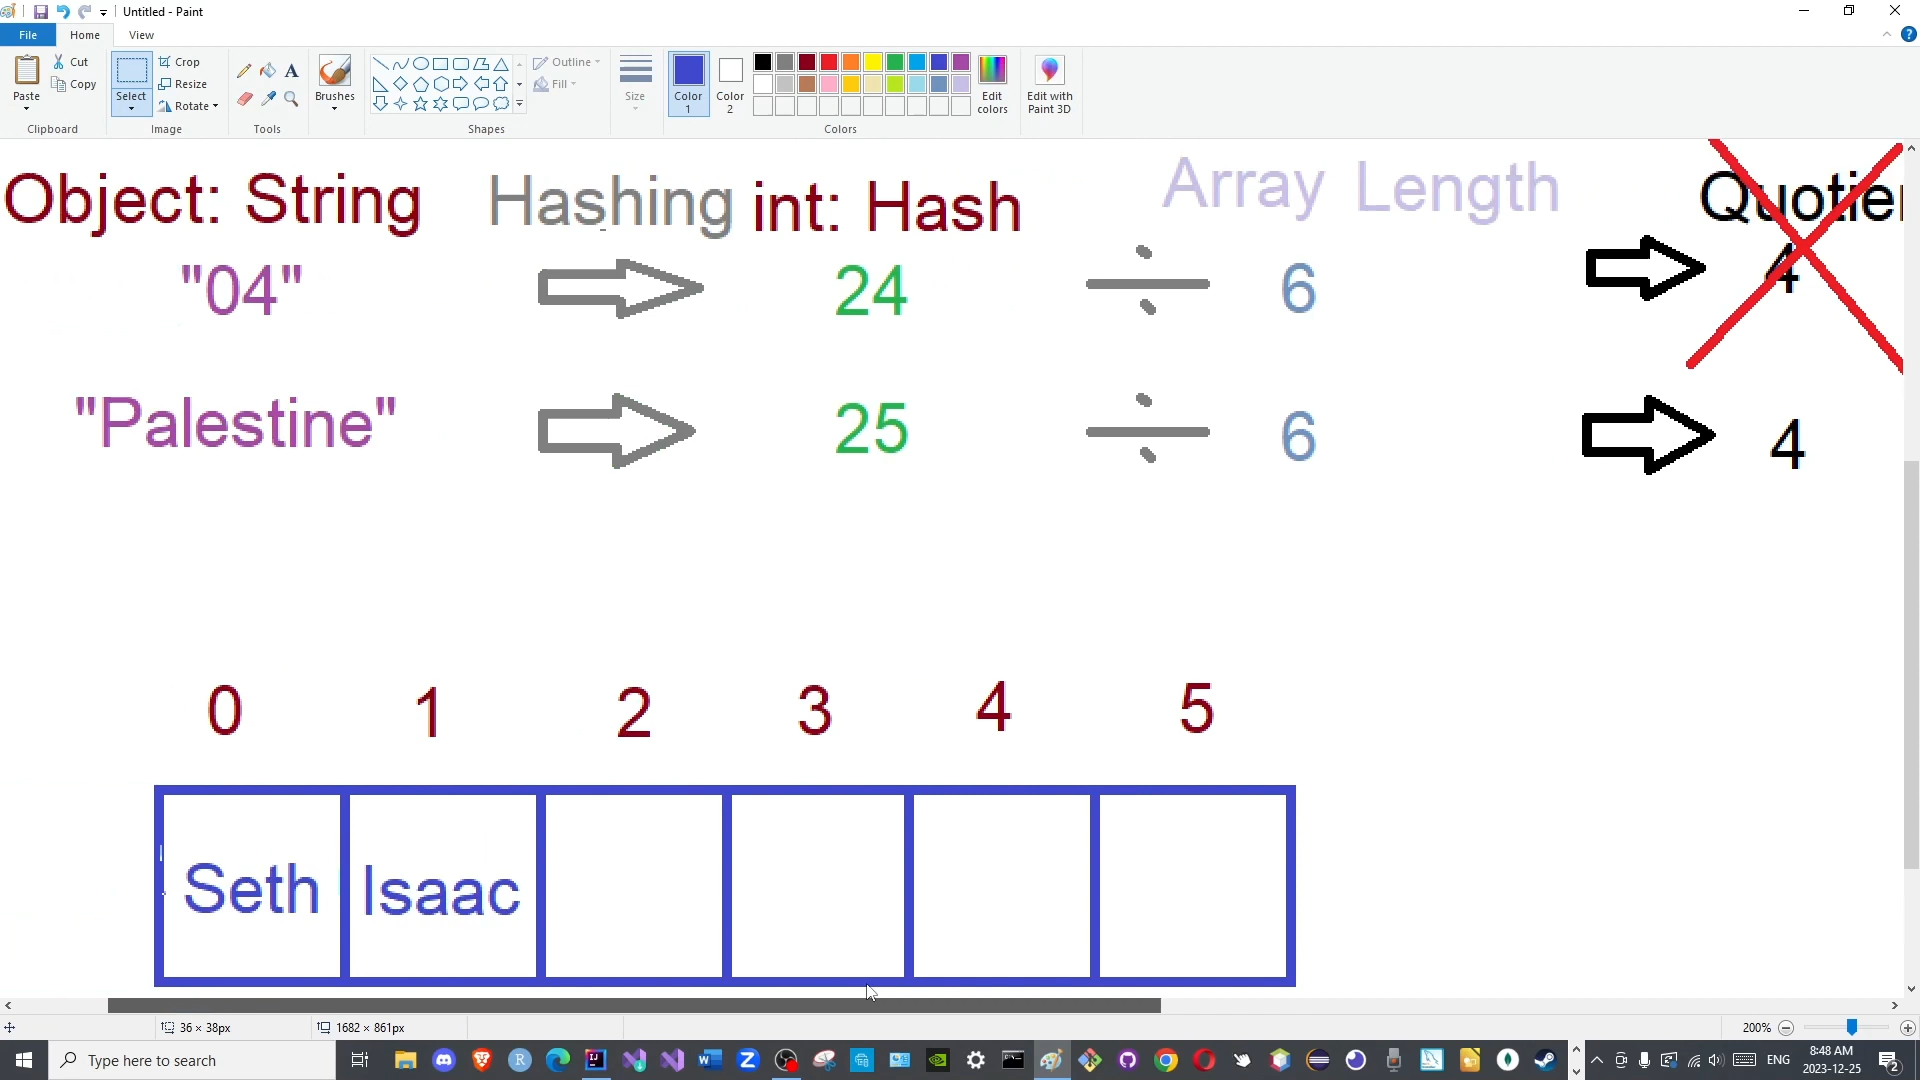 Untitled - Paint
File Home View
Paste
Cut
Copy
Clipboard
Select
Crop
Resize
Rotate
Image
Tools
Brushes
Outline
Fill
Shapes
Size
Color 1
Color 2
Edit colors
Colors
Edit with Paint 3D
Object: String Hashing int: Hash Array Length Quotie
"04" 24 6 4
"Palestine" 25 6 4
0 1 2 3 4 5
Seth Isaac
36 × 38px 1682 × 861px 200%
Type here to search
ENG
8:48 AM
2023-12-25
2